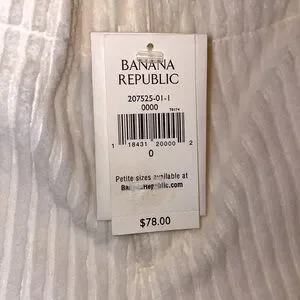 BANANA
REPUBLIC
207525-01-1
0000
1 18431 20000 2
0
Petite sizes available at
BananaRepublic.com
$78.00